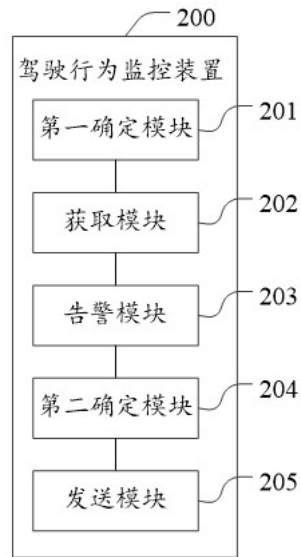 200
驾驶行为监控装置
第一确定模块
201
获取模块
202
告警模块
203
第二确定模块
204
发送模块
205